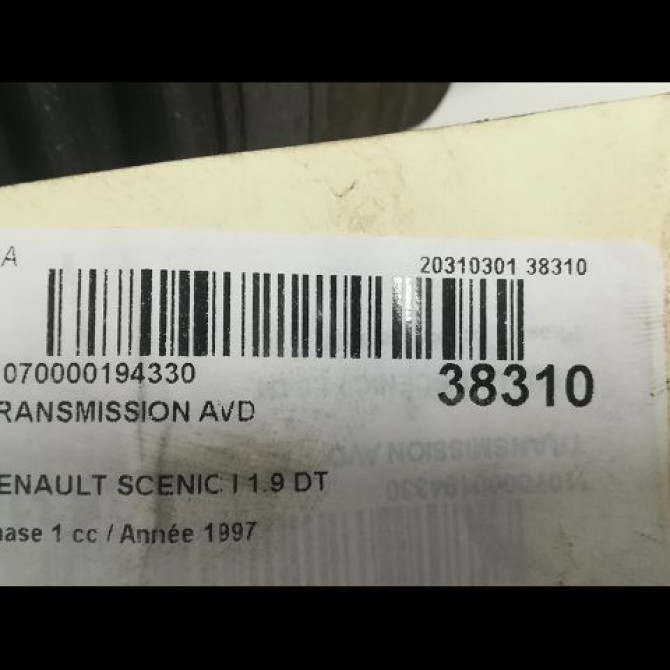 A
20310301 38310
070000194330
38310
RANSMISSION AVD
ENAULT SCENIC I 1.9 DT
hase 1 cc / Année 1997